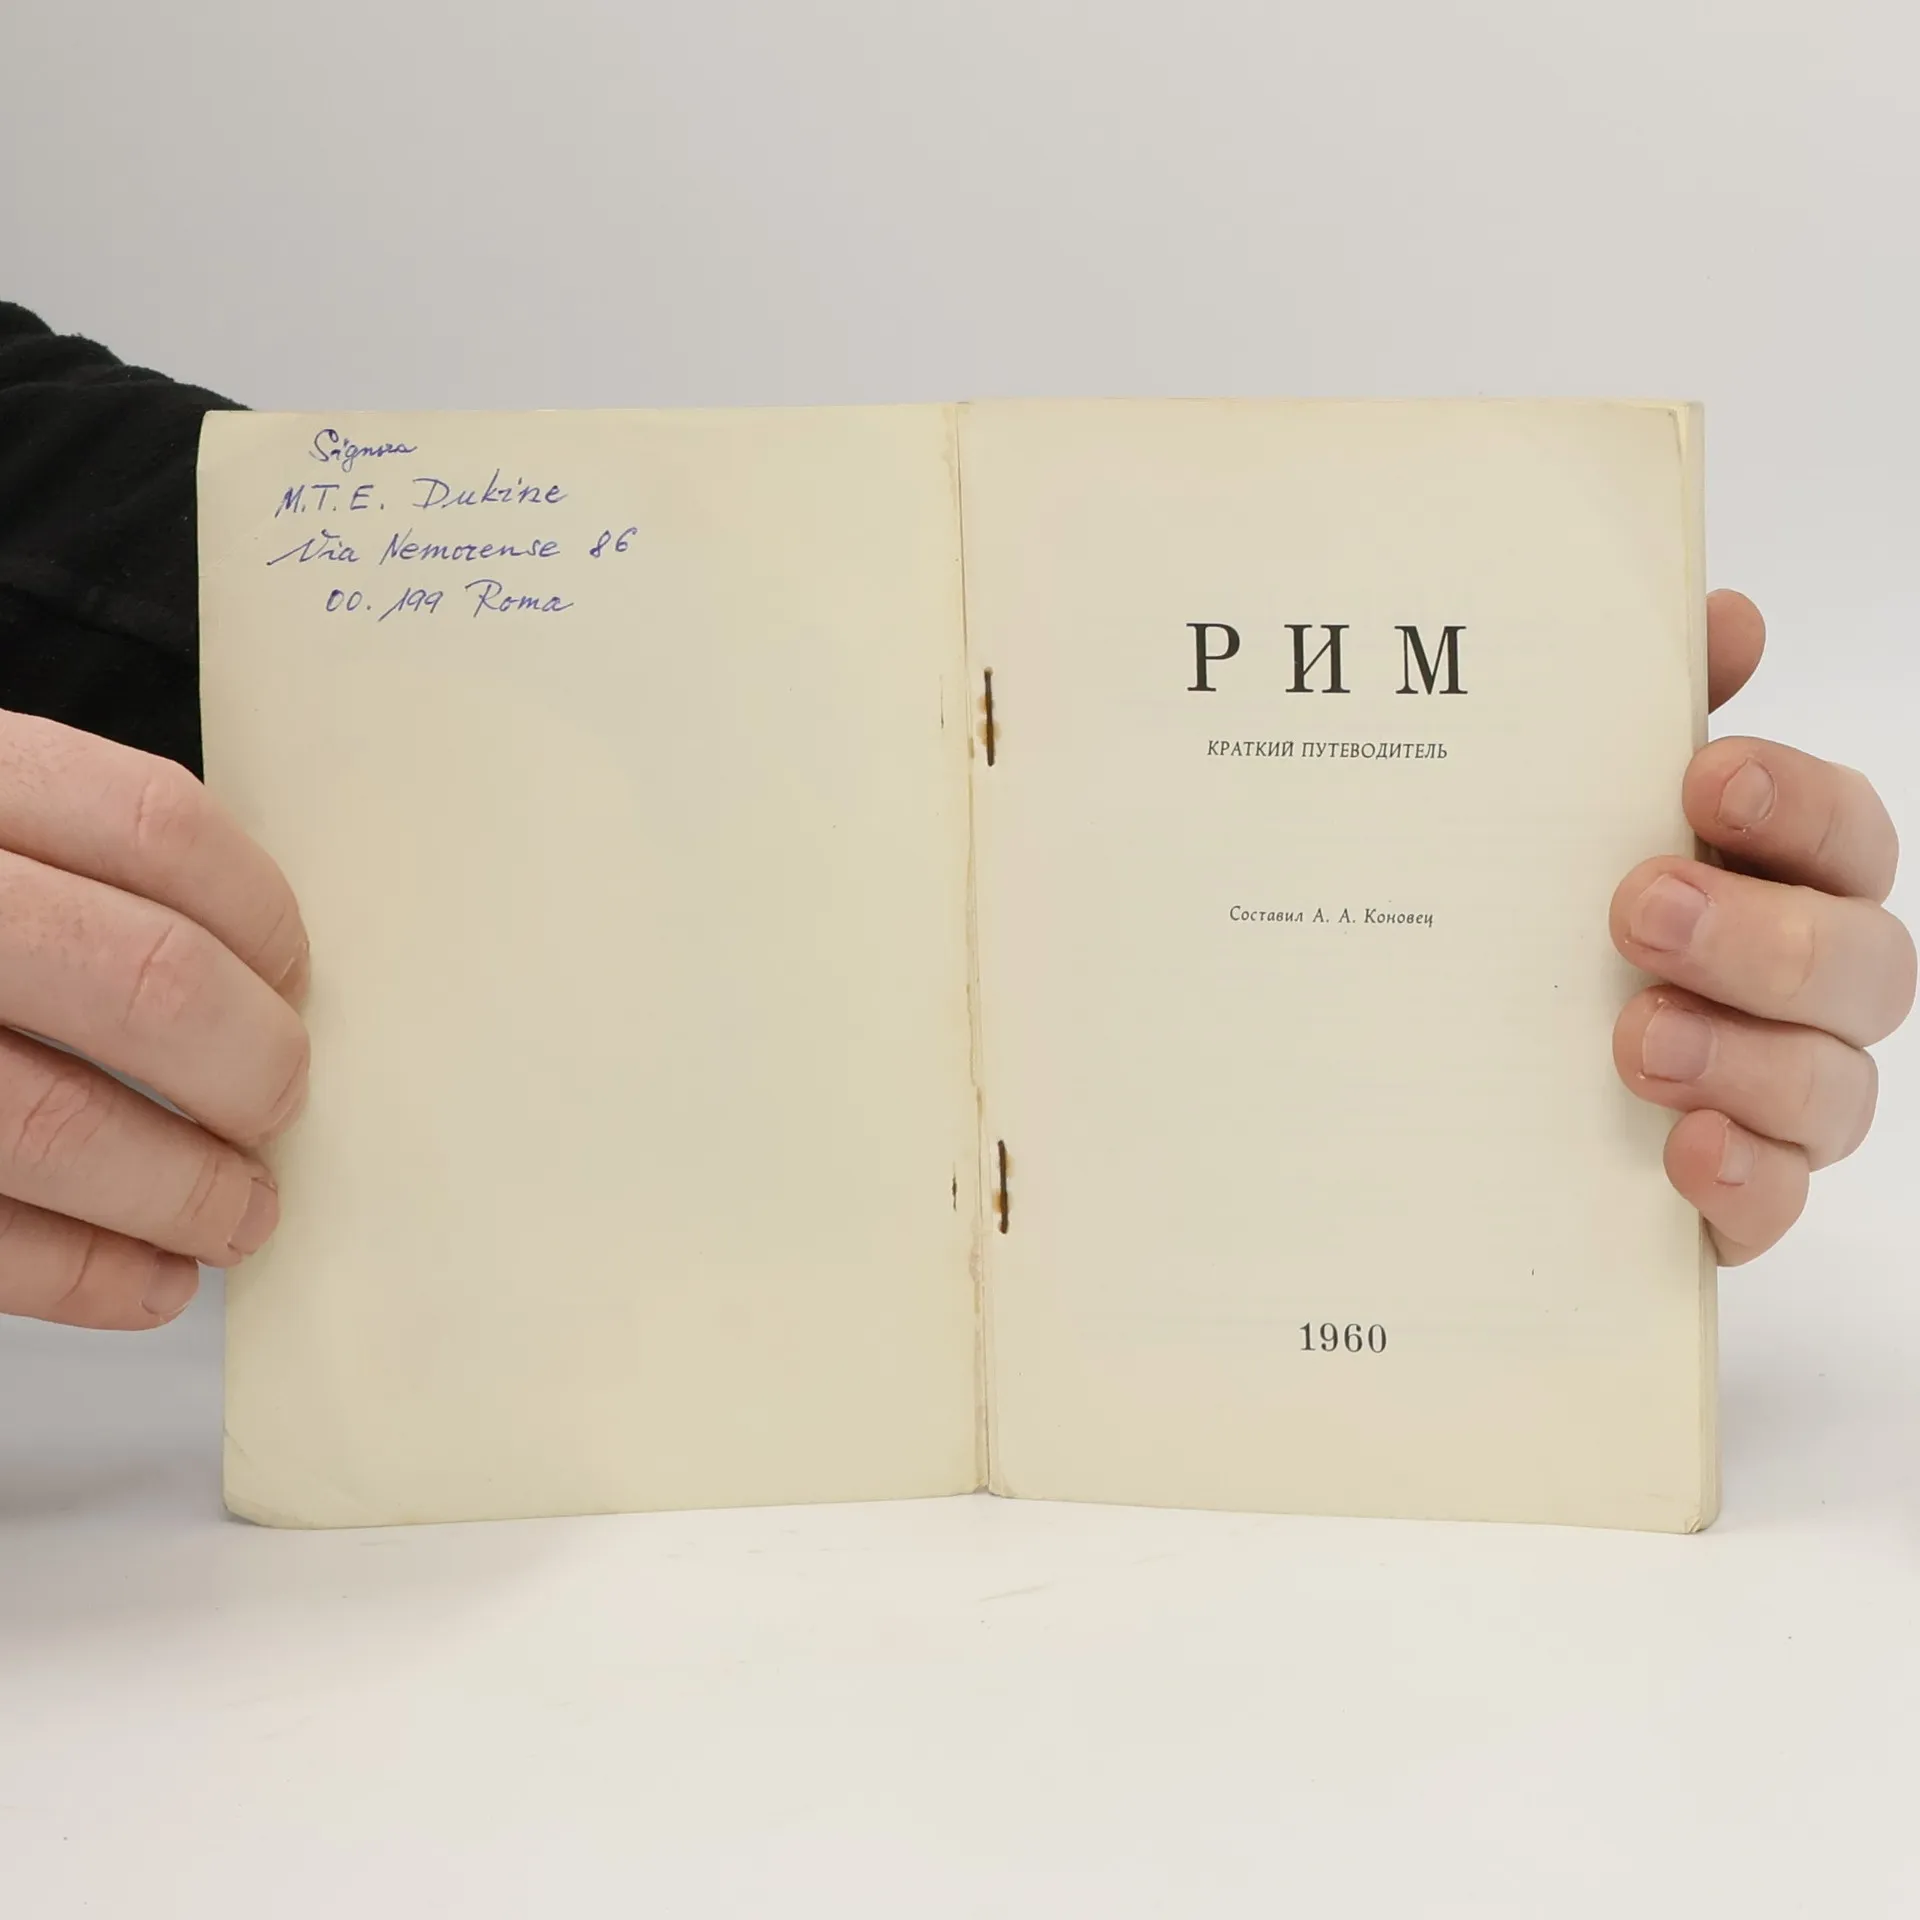 Signora
M.T.E. Dukine
Via Nemorense 86
00.199 Roma
РИМ
КРАТКИЙ ПУТЕВОДИТЕЛЬ
Составил А. А. Коновец
1960